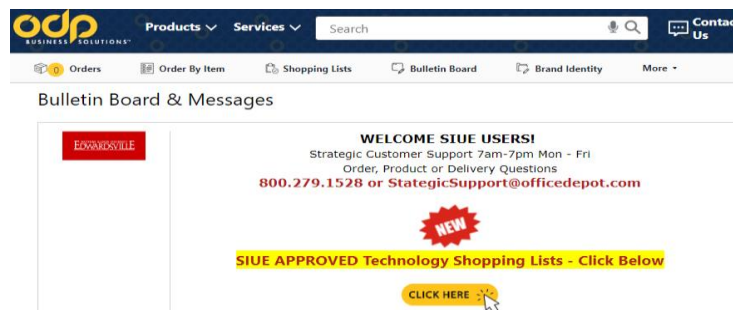 odp
BUSINESS SOLUTIONS™
Products Services Search Contac
Us
0 Orders Order By Item Shopping Lists Bulletin Board Brand Identity More
Bulletin Board & Messages
EDWARDSVILLE
WELCOME SIUE USERS!
Strategic Customer Support 7am-7pm Mon - Fri
Order, Product or Delivery Questions
800.279.1528 or StategicSupport@officedepot.com
NEW
SIUE APPROVED Technology Shopping Lists - Click Below
CLICK HERE